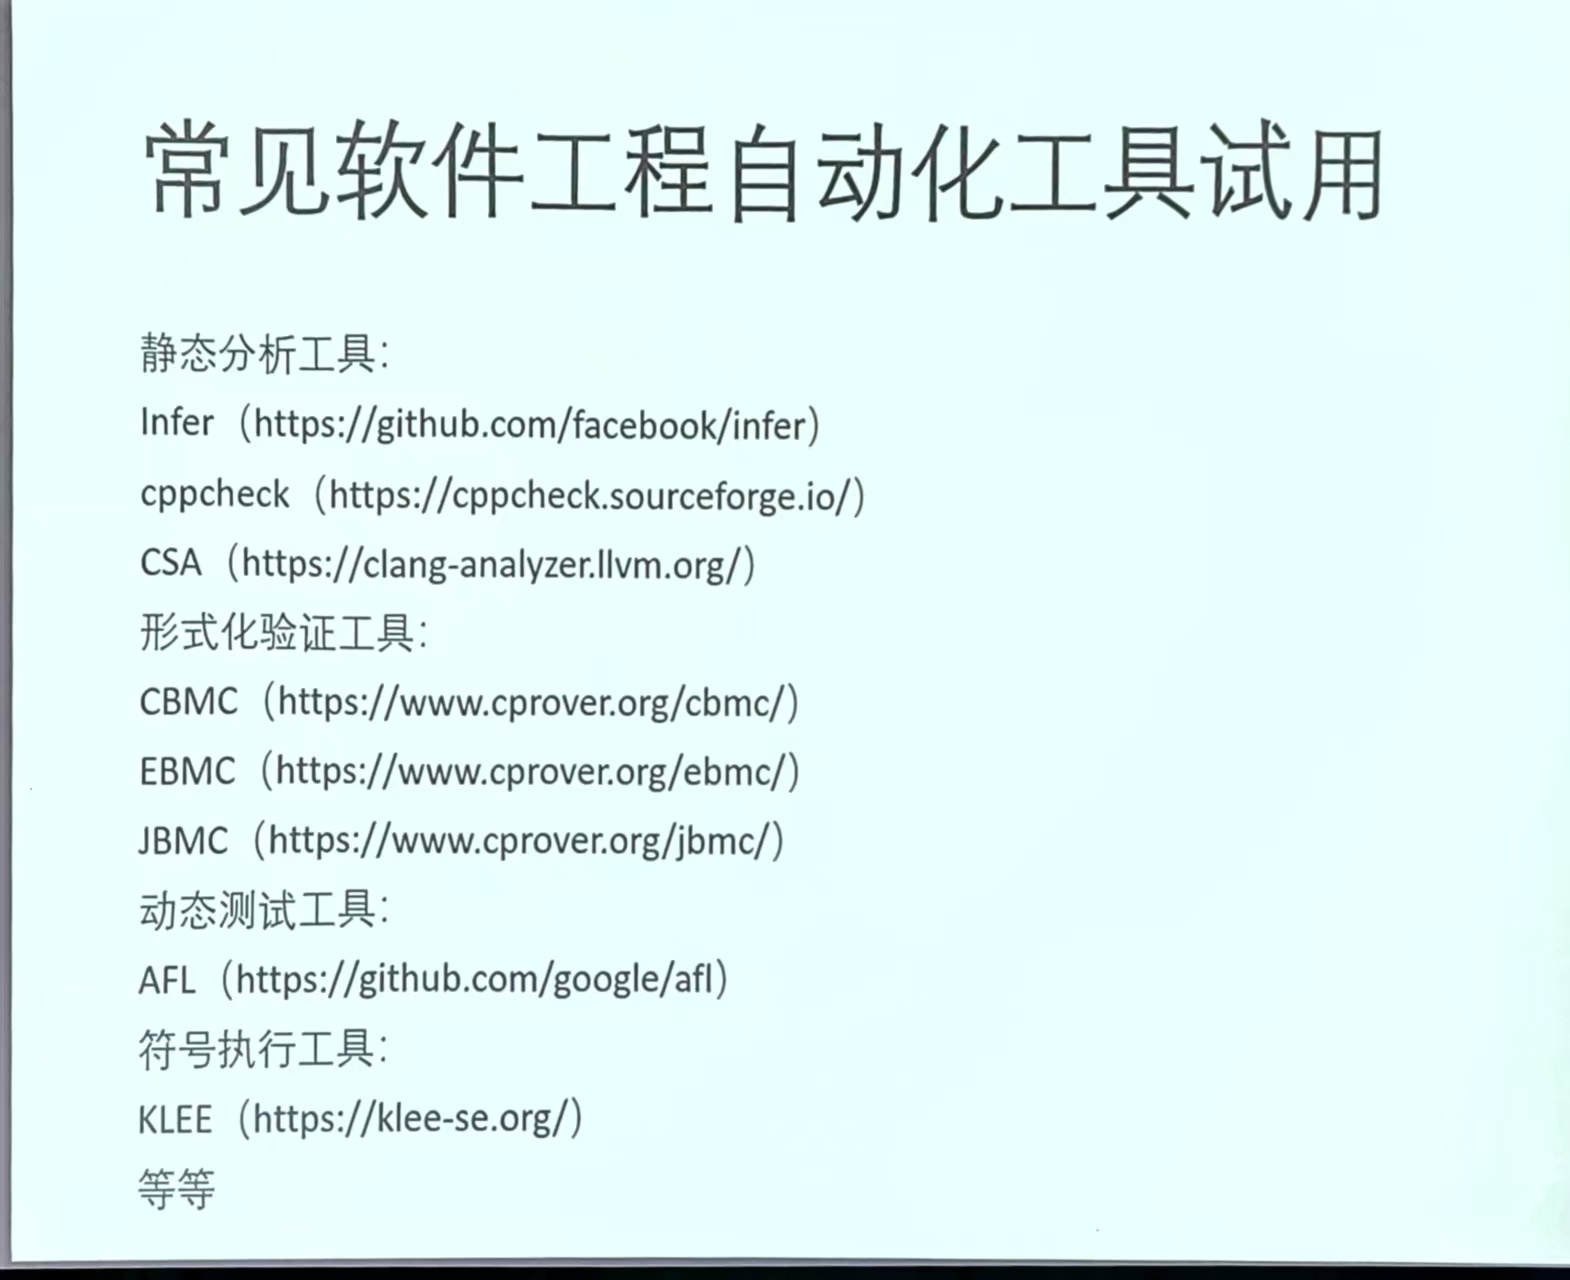 常见软件工程自动化工具试用
静态分析工具：
Infer（https://github.com/facebook/infer）
cppcheck（https://cppcheck.sourceforge.io/）
CSA（https://clang-analyzer.llvm.org/）
形式化验证工具：
CBMC（https://www.cprover.org/cbmc/）
EBMC（https://www.cprover.org/ebmc/）
JBMC（https://www.cprover.org/jbmc/）
动态测试工具：
AFL（https://github.com/google/afl）
符号执行工具：
KLEE（https://klee-se.org/）
等等